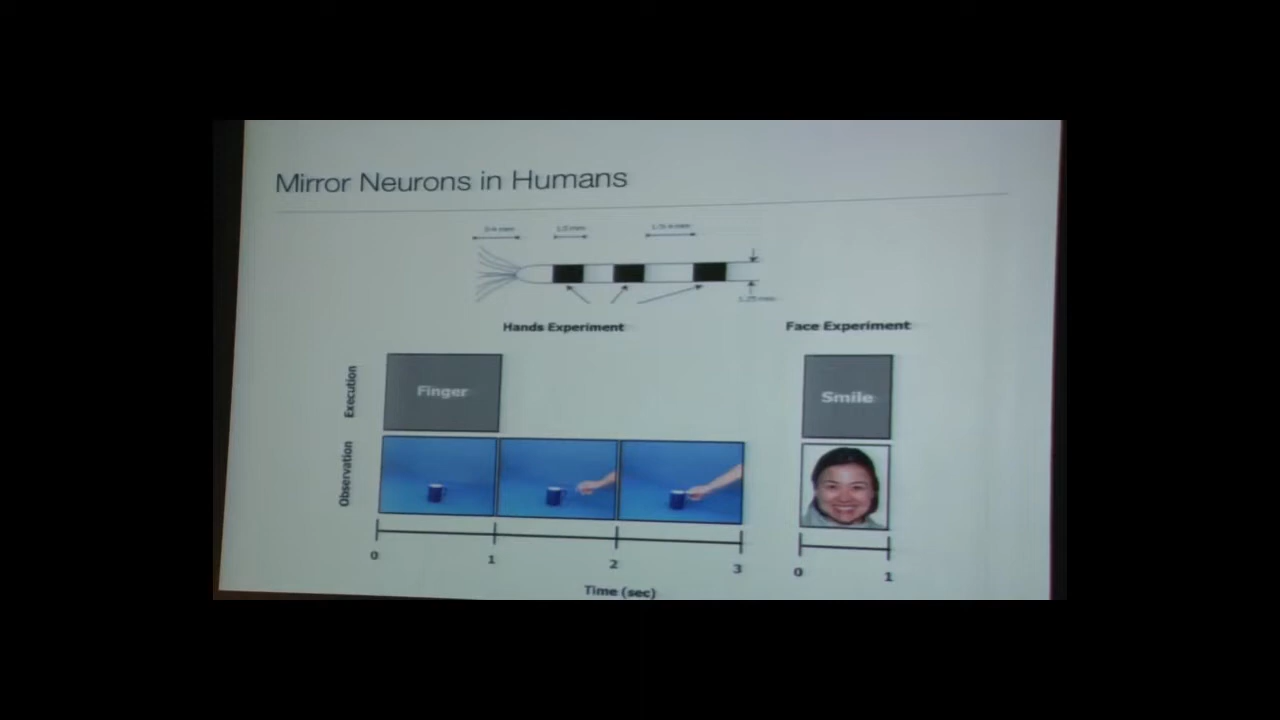 Mirror Neurons in Humans
Hands Experiment
Face Experiment
Execution
Finger
Smile
Observation
0
1
2
3
0
1
Time (sec)